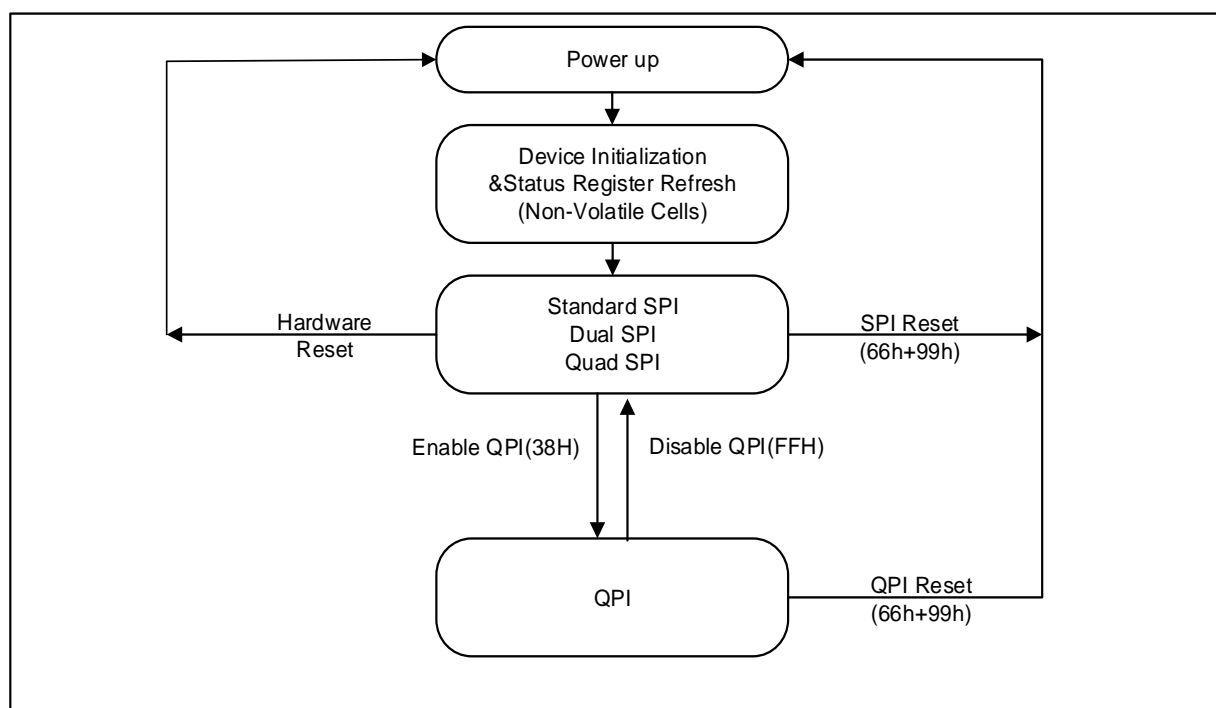 Power up
Device Initialization
&Status Register Refresh
(Non-Volatile Cells)
Standard SPI
Dual SPI
Quad SPI
Hardware
Reset
SPI Reset
(66h+99h)
Enable QPI(38H)
Disable QPI(FFH)
QPI
QPI Reset
(66h+99h)